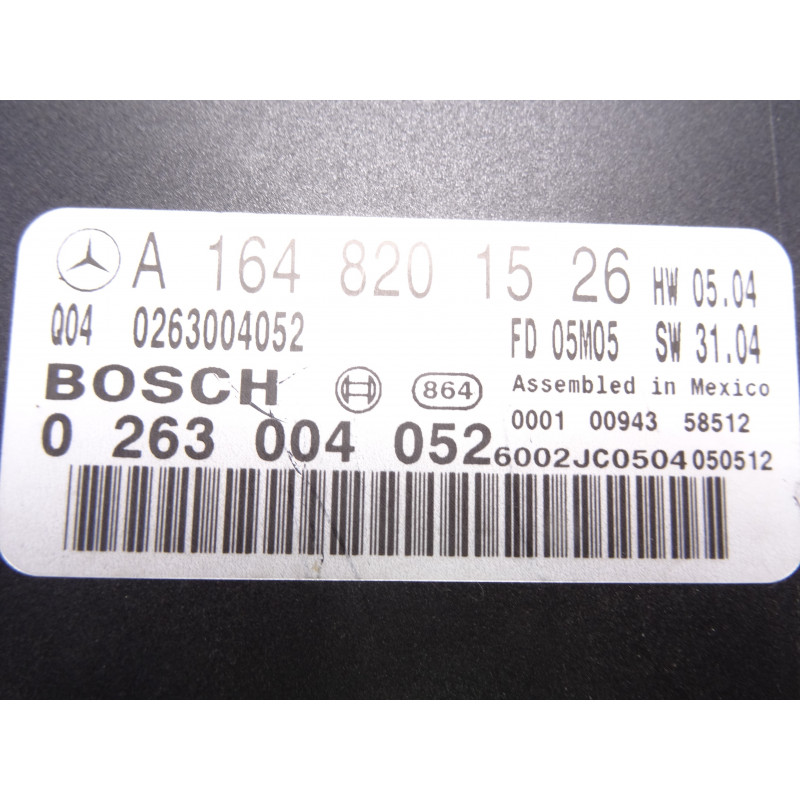 A 164 820 15 26 HW 05.04
Q04 0263004052 FD 05M05 SW 31.04
BOSCH 864 Assembled in Mexico
0001 00943 58512
0 263 004 052 6002JC0504 050512